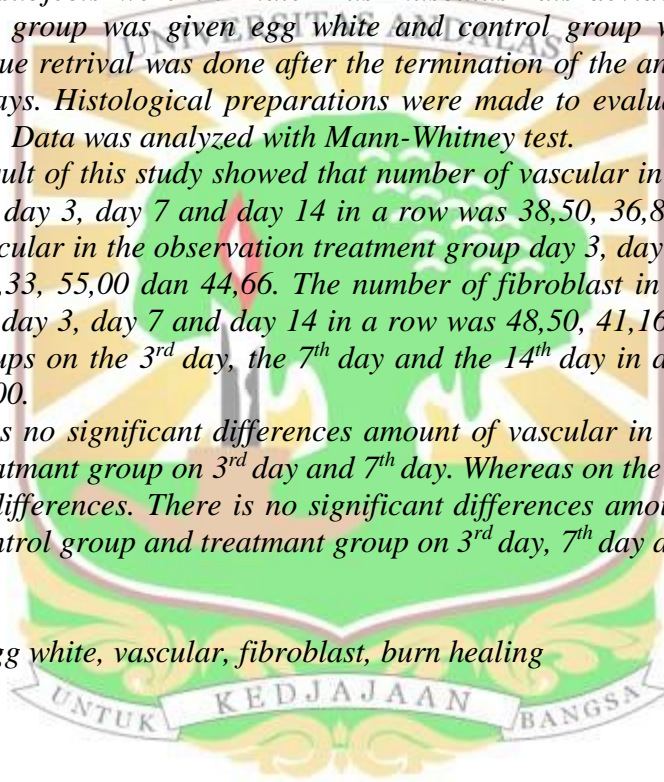 group was given egg white and control group w
UNIVERSITAS ANDALAS
ue retrival was done after the termination of the an
ays. Histological preparations were made to evalu
Data was analyzed with Mann-Whitney test.
ult of this study showed that number of vascular in
day 3, day 7 and day 14 in a row was 38,50, 36,8
cular in the observation treatment group day 3, day
,33, 55,00 dan 44,66. The number of fibroblast in
day 3, day 7 and day 14 in a row was 48,50, 41,16
ups on the 3rd day, the 7th day and the 14th day in a
00.
s no significant differences amount of vascular in
atmant group on 3rd day and 7th day. Whereas on the
differences. There is no significant differences amou
ntrol group and treatmant group on 3rd day, 7th day a
gg white, vascular, fibroblast, burn healing
UNTUK KEDJAJAAN BANGSA